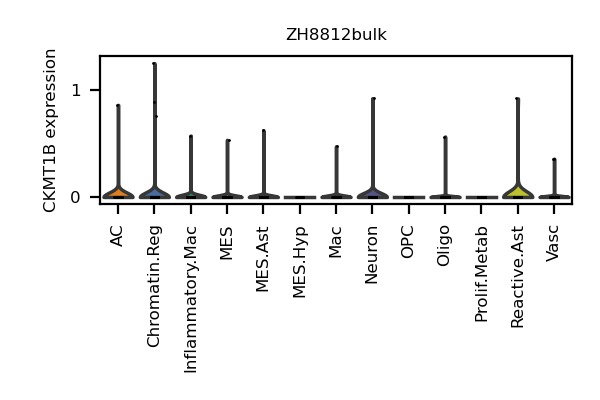 ZH8812bulk
CKMT1B expression
1
0
AC
Chromatin.Reg
Inflammatory.Mac
MES
MES.Ast
MES.Hyp
Mac
Neuron
OPC
Oligo
Prolif.Metab
Reactive.Ast
Vasc